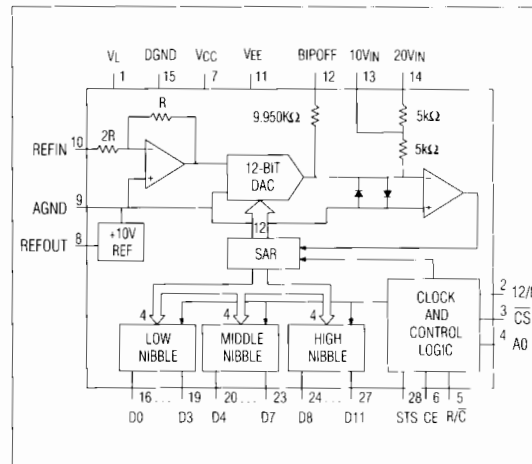 VL DGND VCC VEE BIPOFF 10VIN 20VIN
1 15 7 11 12 13 14
R
9.950KΩ
5kΩ
REFIN 10 2R
5kΩ
12-BIT
DAC
AGND 9
12
REFOUT 8
+10V
REF
SAR
2
CLOCK
AND
CONTROL
LOGIC
3 CS
4 A0
4 4 4
LOW
NIBBLE
MIDDLE
NIBBLE
HIGH
NIBBLE
16 ... 19 20 ... 23 24 ... 27 28 6 5
D0 D3 D4 D7 D8 D11 STS CE R/C